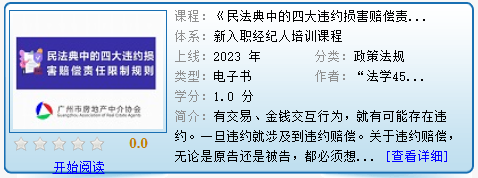 民法典中的四大违约损
害赔偿责任限制规则
广州市房地产中介协会
Guangzhou Association of Real Estate Agents
0.0
开始阅读
课程：《民法典中的四大违约损害赔偿责...
体系：新入职经纪人培训课程
上线：2023 年 分类：政策法规
类型：电子书 作者：“法学45...
学分：1.0 分
简介：有交易、金钱交互行为，就有可能存在违
约。一旦违约就涉及到违约赔偿。关于违约赔偿，
无论是原告还是被告，都必须想... [查看详细]